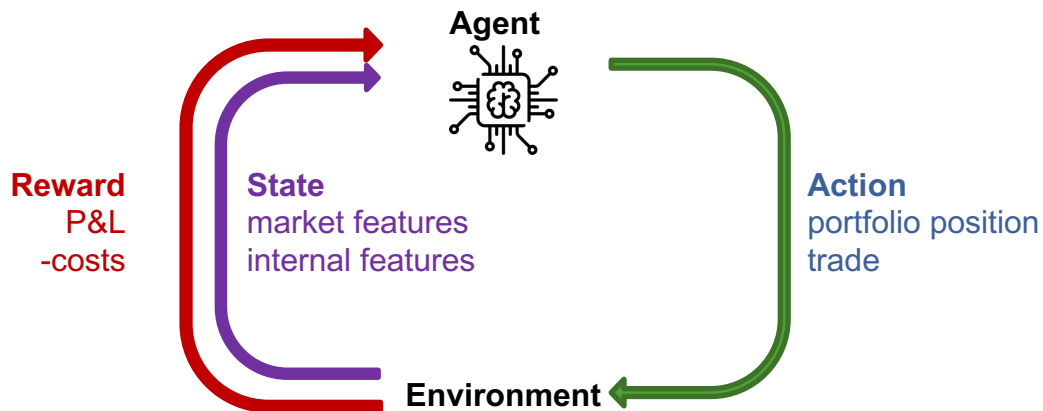 Agent
Reward
P&L
-costs
State
market features
internal features
Action
portfolio position
trade
Environment